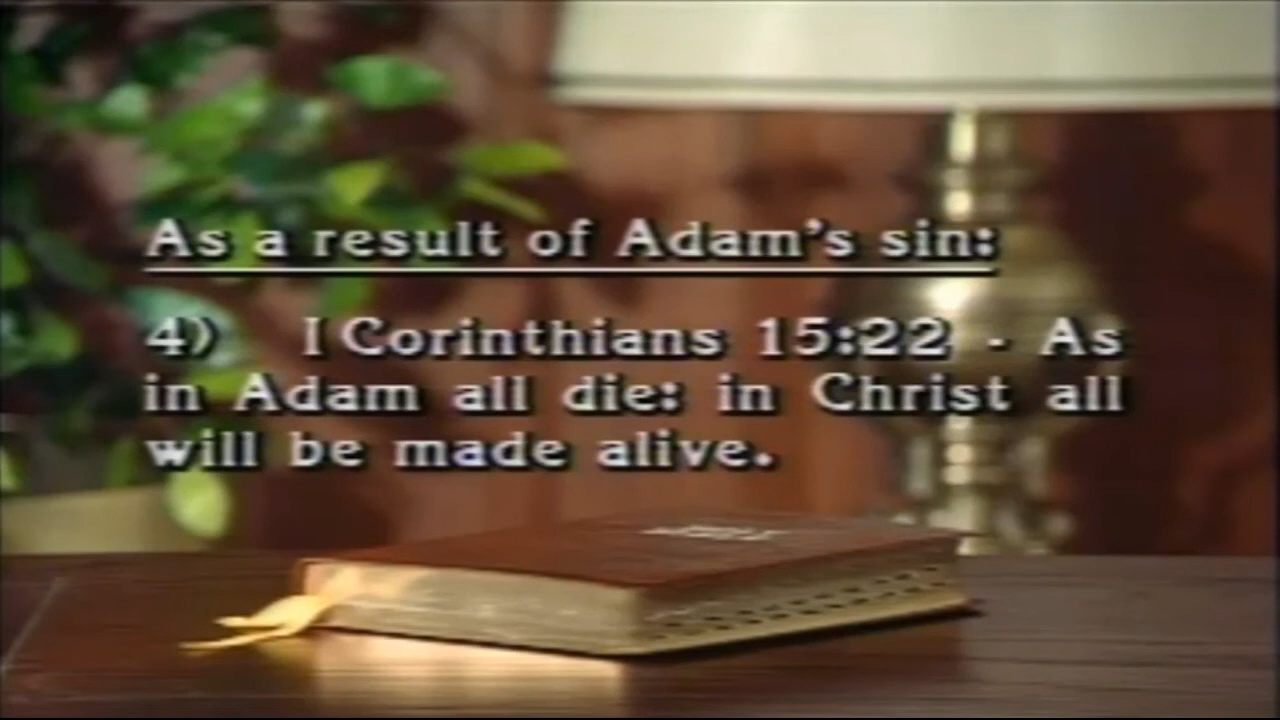 As a result of Adam's sin:
4) I Corinthians 15:22 - As
in Adam all die: in Christ all
will be made alive.